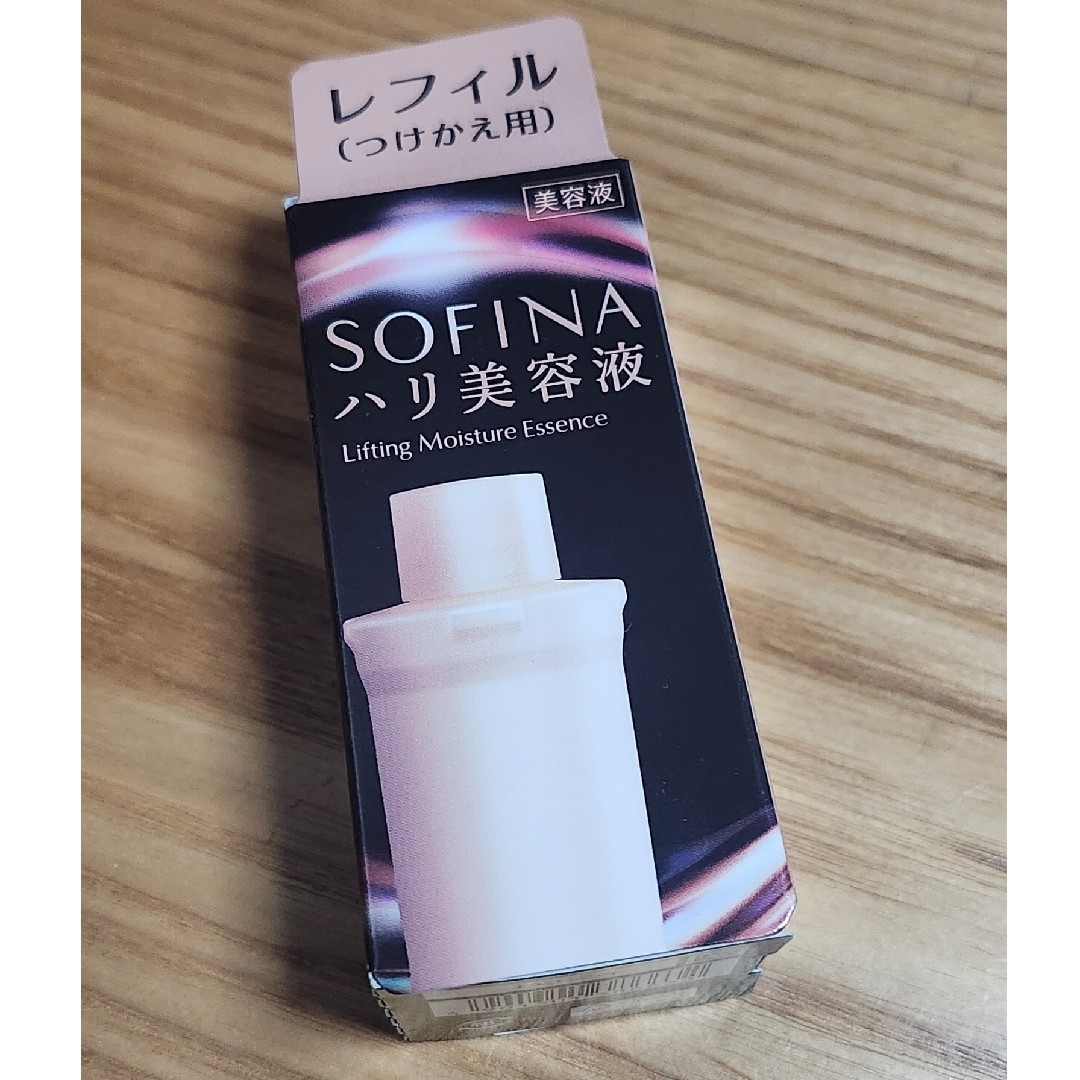 レフィル
(つけかえ用)
美容液
SOFINA
ハリ美容液
Lifting Moisture Essence